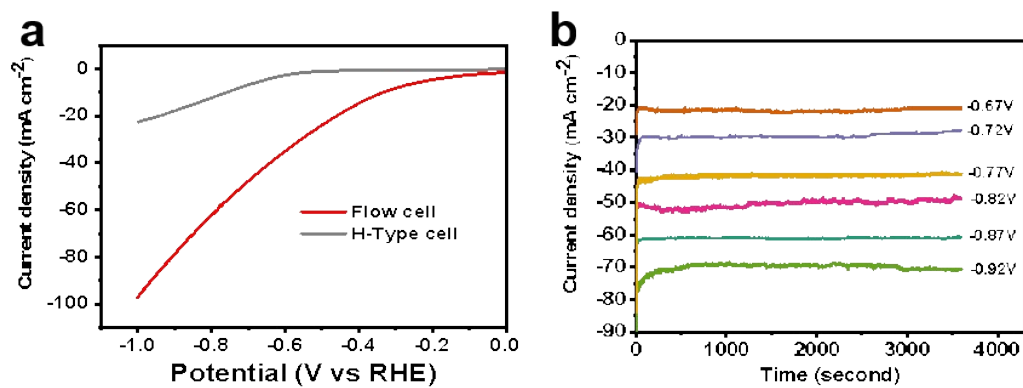 a
Current density (mA cm-2)
0
-20
-40
-60
-80
-100
Flow cell
H-Type cell
-1.0
-0.8
-0.6
-0.4
-0.2
0.0
Potential (V vs RHE)
b
Current density (mA cm-2)
0
-10
-20
-30
-40
-50
-60
-70
-80
-90
-0.67V
-0.72V
-0.77V
-0.82V
-0.87V
-0.92V
0
1000
2000
3000
4000
Time (second)